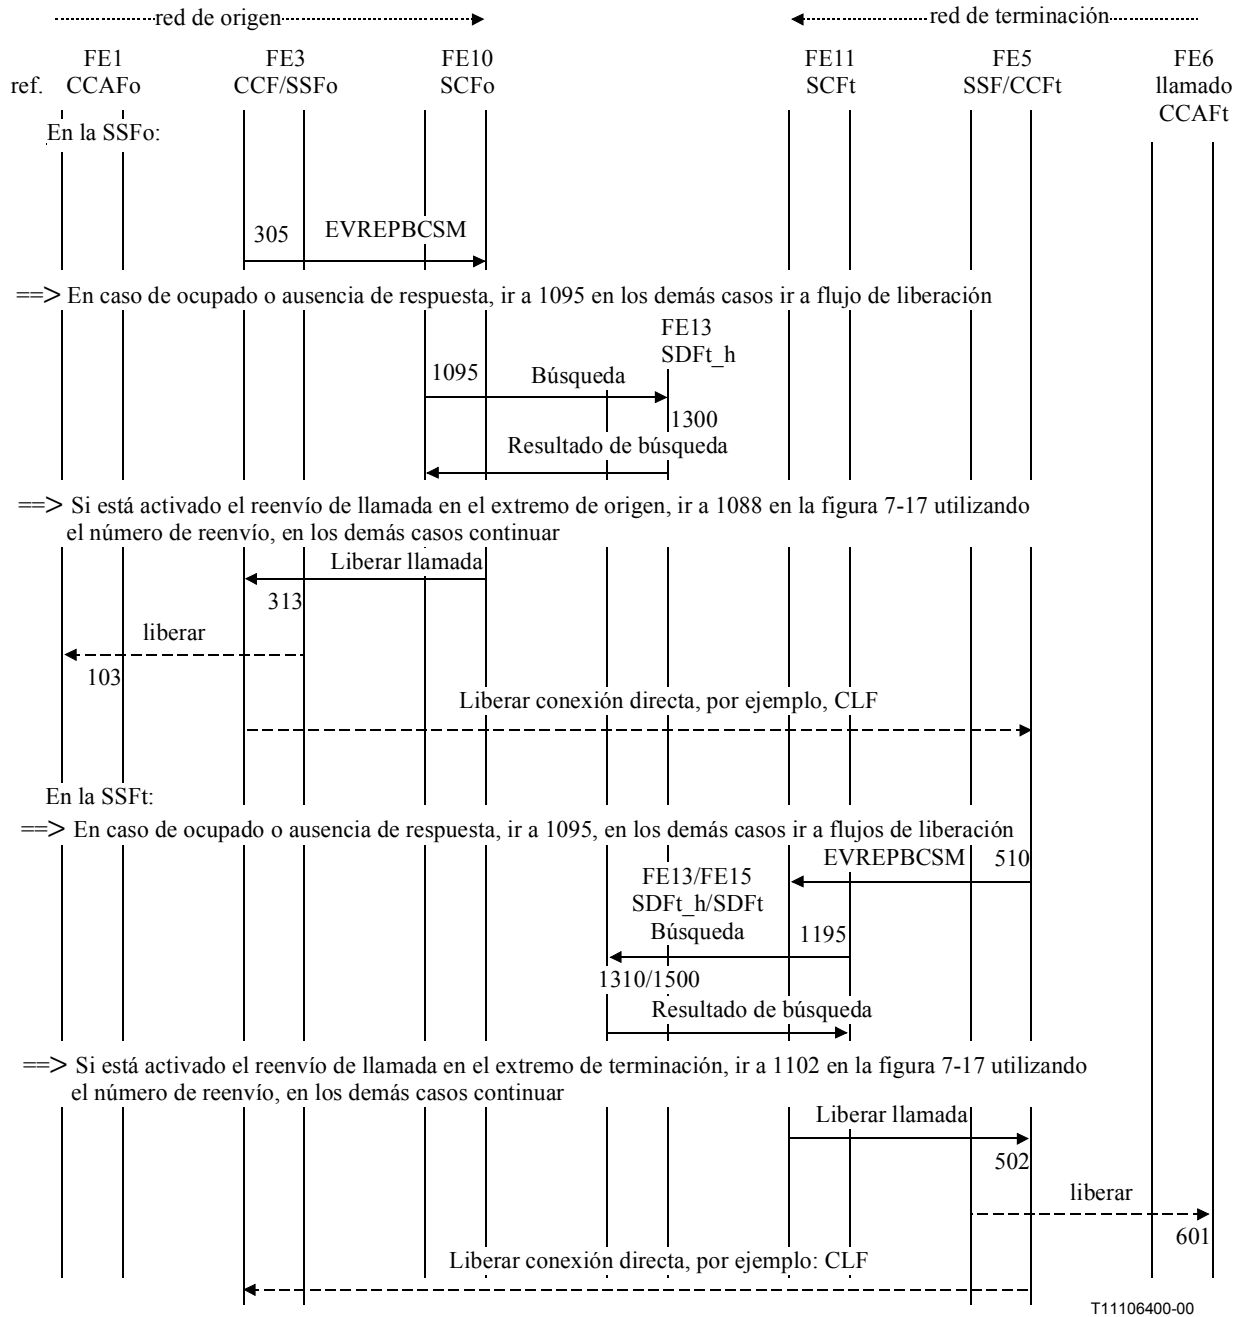 red de origen
red de terminación
FE1 FE3 FE10 FE11 FE5 FE6
ref. CCAFo CCF/SSFo SCFo SCFt SSF/CCFt llamado
CCAFt
En la SSFo:
305 EVREPBCSM
==> En caso de ocupado o ausencia de respuesta, ir a 1095 en los demás casos ir a flujo de liberación
FE13
SDFt_h
1095 Búsqueda
1300
Resultado de búsqueda
==> Si está activado el reenvío de llamada en el extremo de origen, ir a 1088 en la figura 7-17 utilizando
el número de reenvío, en los demás casos continuar
Liberar llamada
313
liberar
103
Liberar conexión directa, por ejemplo, CLF
En la SSFt:
==> En caso de ocupado o ausencia de respuesta, ir a 1095, en los demás casos ir a flujos de liberación
EVREPBCSM 510
FE13/FE15
SDFt_h/SDFt
Búsqueda 1195
1310/1500
Resultado de búsqueda
==> Si está activado el reenvío de llamada en el extremo de terminación, ir a 1102 en la figura 7-17 utilizando
el número de reenvío, en los demás casos continuar
Liberar llamada
502
liberar
601
Liberar conexión directa, por ejemplo: CLF
T11106400-00